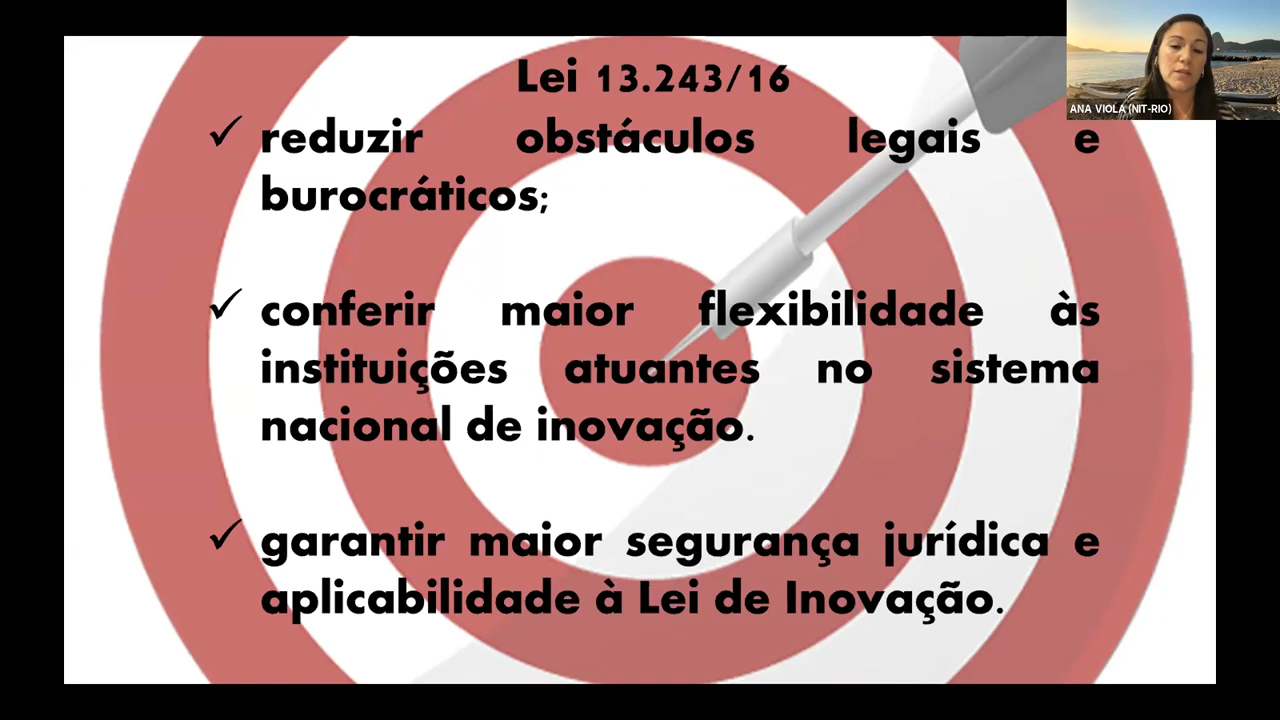 Lei 13.243/16
ANA VIOLA (NIT-RIO)
✓ reduzir obstáculos legais e
burocráticos;
✓ conferir maior flexibilidade às
instituições atuantes no sistema
nacional de inovação.
✓ garantir maior segurança jurídica e
aplicabilidade à Lei de Inovação.